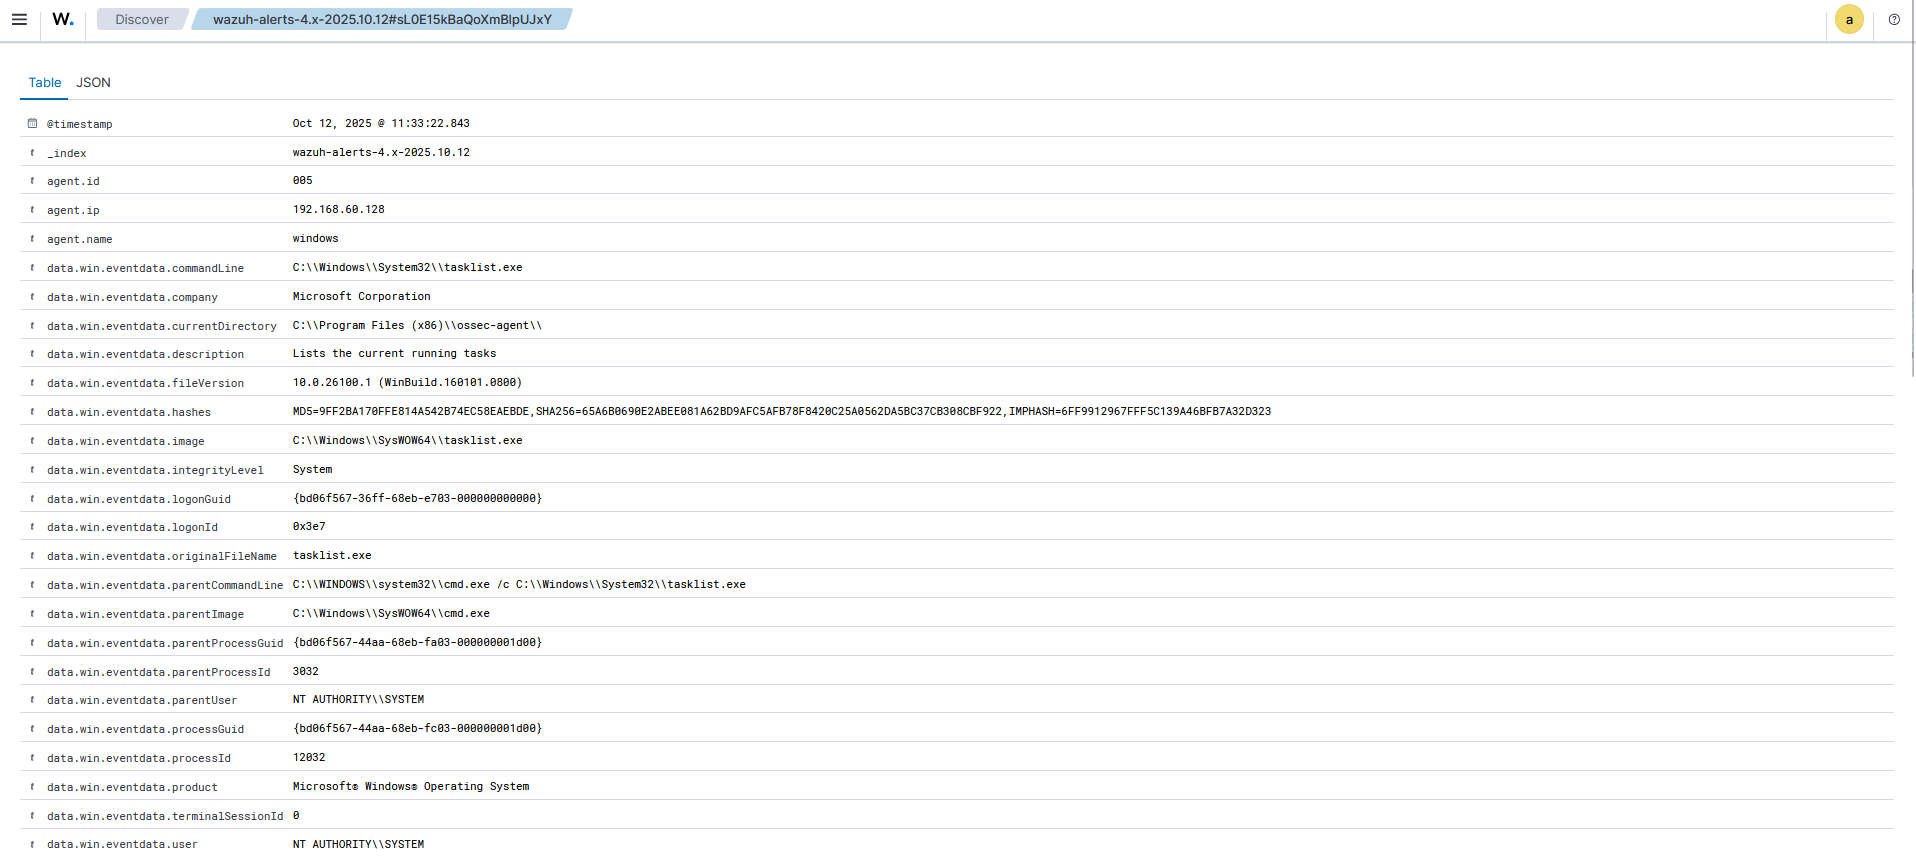 W.
Discover
wazuh-alerts-4.x-2025.10.12#sL0E15kBaQoXmBlpUJxY
a
?
Table JSON
@timestamp Oct 12, 2025 @ 11:33:22.843
t _index wazuh-alerts-4.x-2025.10.12
t agent.id 005
t agent.ip 192.168.60.128
t agent.name windows
t data.win.eventdata.commandLine C:\\Windows\\System32\\tasklist.exe
t data.win.eventdata.company Microsoft Corporation
t data.win.eventdata.currentDirectory C:\\Program Files (x86)\\ossec-agent\\
t data.win.eventdata.description Lists the current running tasks
t data.win.eventdata.fileVersion 10.0.26100.1 (WinBuild.160101.0800)
t data.win.eventdata.hashes MD5=9FF2BA170FFE814A542B74EC58EAEBDE,SHA256=65A6B0690E2ABEE081A62BD9AFC5AFB78F8420C25A0562DA5BC37CB308CBF922,IMPHASH=6FF9912967FFF5C139A46BFB7A32D323
t data.win.eventdata.image C:\\Windows\\SysWOW64\\tasklist.exe
t data.win.eventdata.integrityLevel System
t data.win.eventdata.logonGuid {bd06f567-36ff-68eb-e703-000000000000}
t data.win.eventdata.logonId 0x3e7
t data.win.eventdata.originalFileName tasklist.exe
t data.win.eventdata.parentCommandLine C:\\WINDOWS\\system32\\cmd.exe /c C:\\Windows\\System32\\tasklist.exe
t data.win.eventdata.parentImage C:\\Windows\\SysWOW64\\cmd.exe
t data.win.eventdata.parentProcessGuid {bd06f567-44aa-68eb-fa03-000000001d00}
t data.win.eventdata.parentProcessId 3032
t data.win.eventdata.parentUser NT AUTHORITY\\SYSTEM
t data.win.eventdata.processGuid {bd06f567-44aa-68eb-fc03-000000001d00}
t data.win.eventdata.processId 12032
t data.win.eventdata.product Microsoft® Windows® Operating System
t data.win.eventdata.terminalSessionId 0
t data.win.eventdata.user NT AUTHORITY\\SYSTEM